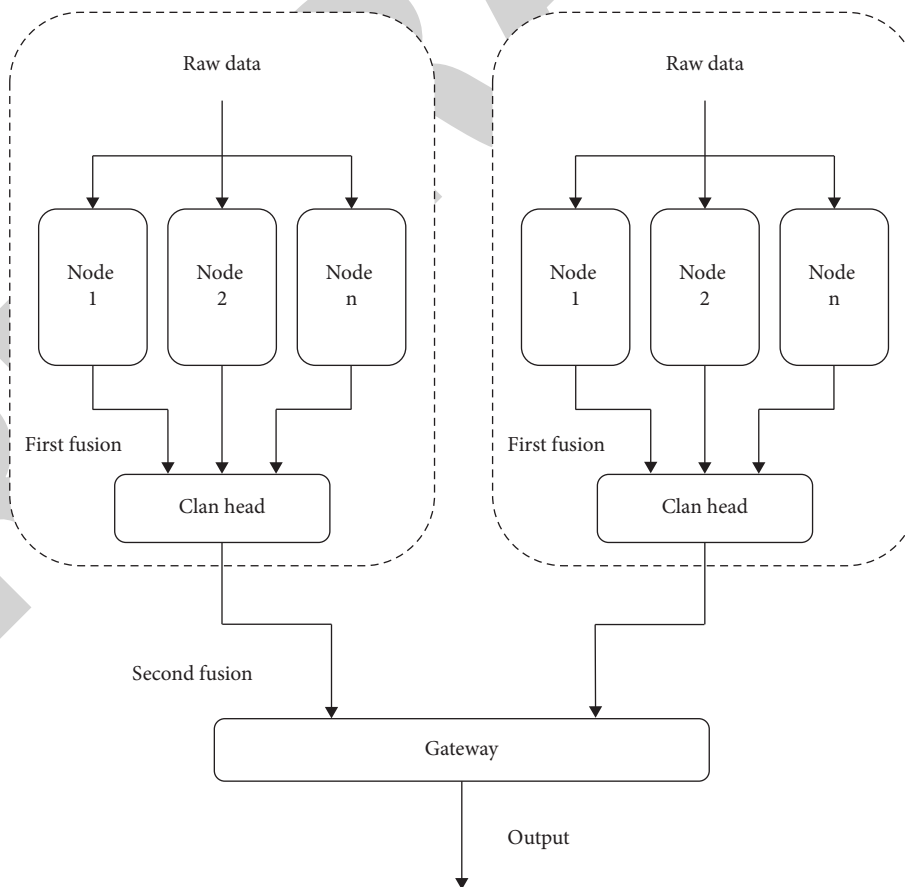 Raw data
Node
1
Node
2
Node
n
First fusion
Clan head
Raw data
Node
1
Node
2
Node
n
First fusion
Clan head
Second fusion
Gateway
Output